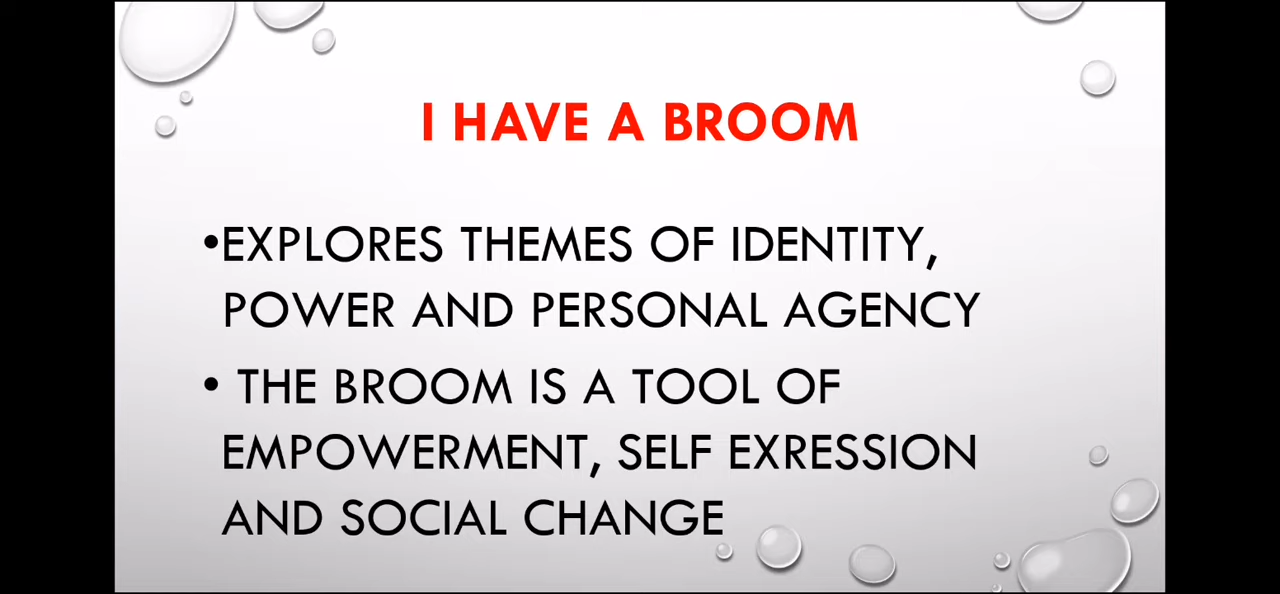 I HAVE A BROOM
•EXPLORES THEMES OF IDENTITY,
POWER AND PERSONAL AGENCY
• THE BROOM IS A TOOL OF
EMPOWERMENT, SELF EXRESSION
AND SOCIAL CHANGE